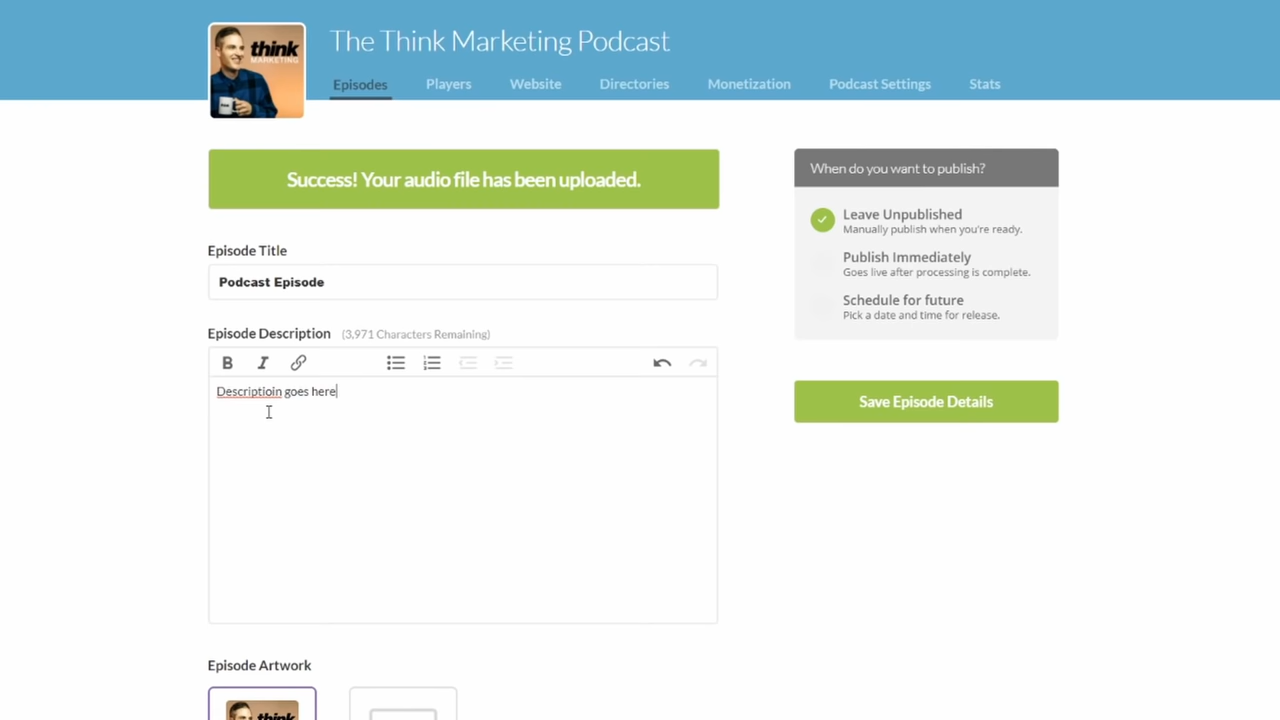 The Think Marketing Podcast
think
MARKETING
Episodes Players Website Directories Monetization Podcast Settings Stats
Success! Your audio file has been uploaded.
Episode Title
Podcast Episode
Episode Description (3,971 Characters Remaining)
B I
Descriptioin goes here
Episode Artwork
think
When do you want to publish?
Leave Unpublished
Manually publish when you're ready.
Publish Immediately
Goes live after processing is complete.
Schedule for future
Pick a date and time for release.
Save Episode Details